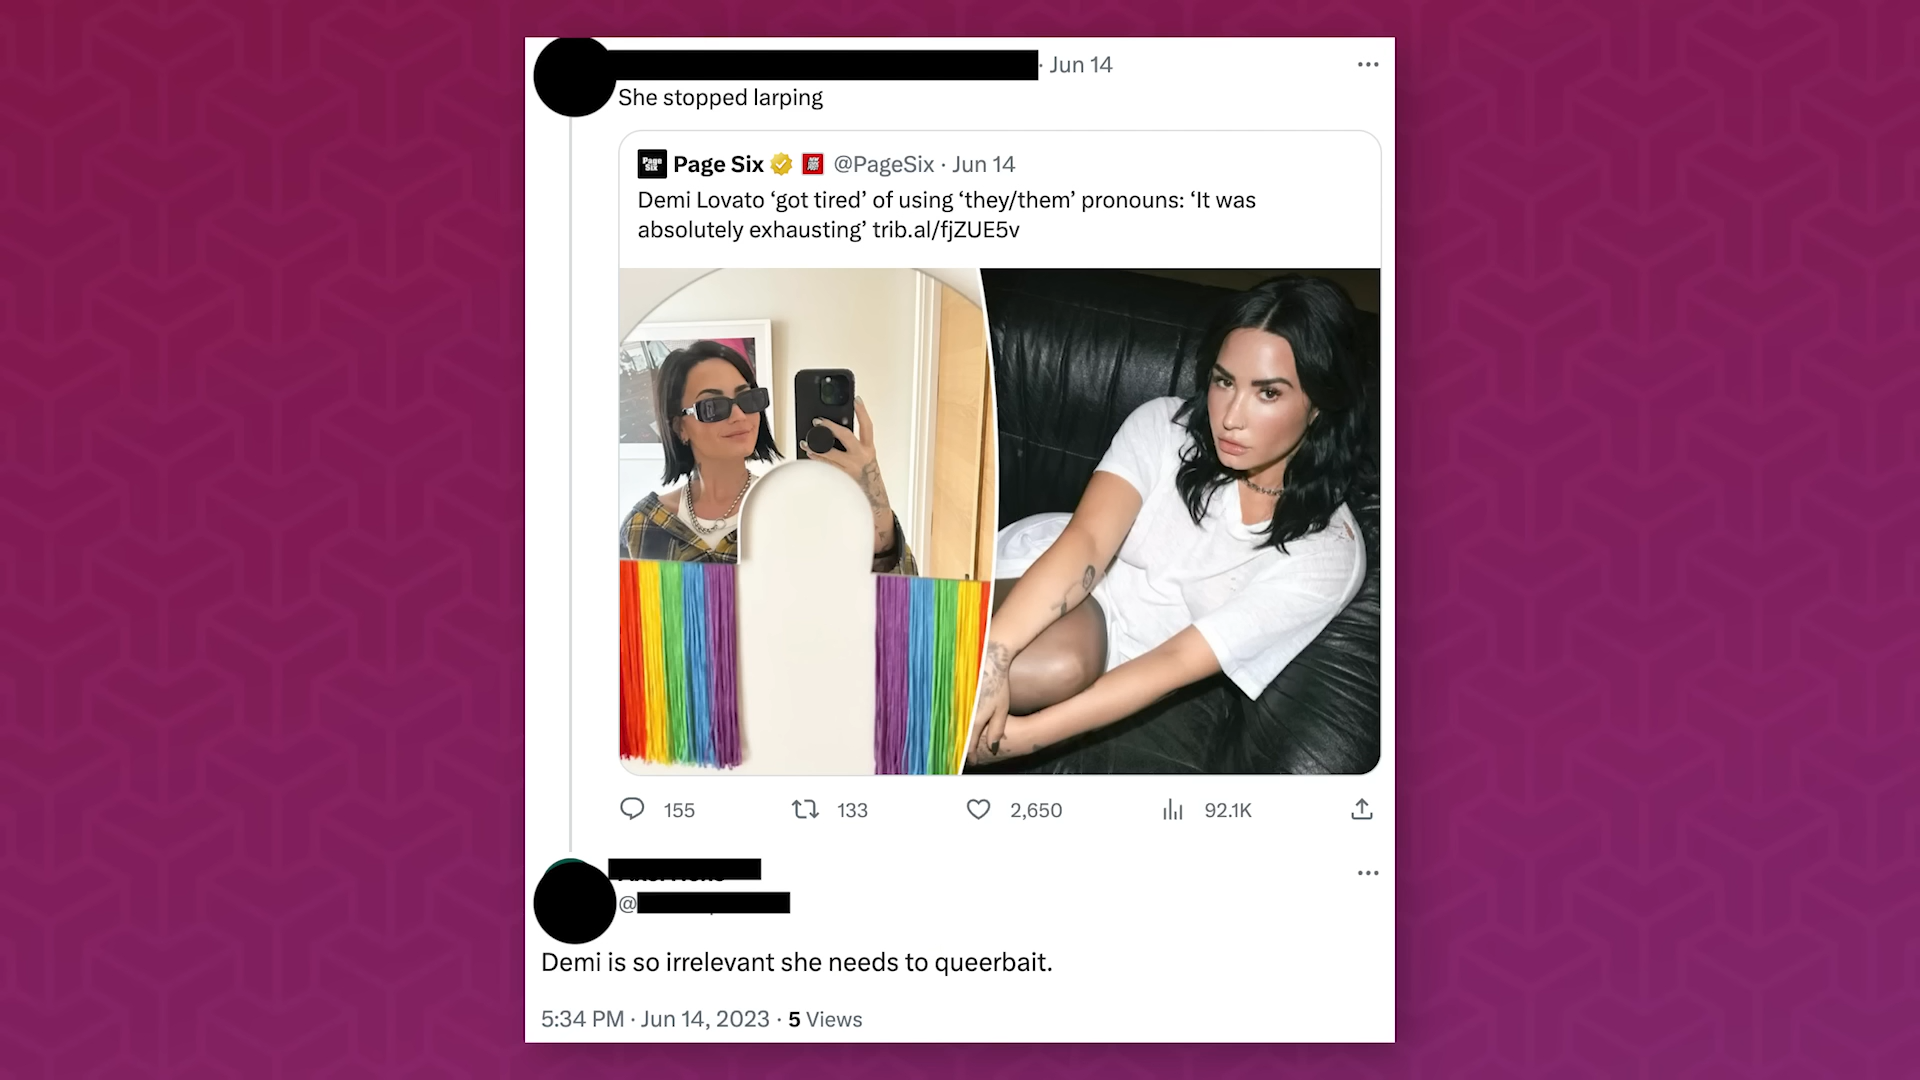 · Jun 14
She stopped larping
Page Six
Page Six @PageSix · Jun 14
Demi Lovato ‘got tired’ of using ‘they/them’ pronouns: ‘It was
absolutely exhausting’ trib.al/fjZUE5v
155 133 2,650 92.1K
@
Demi is so irrelevant she needs to queerbait.
5:34 PM · Jun 14, 2023 · 5 Views